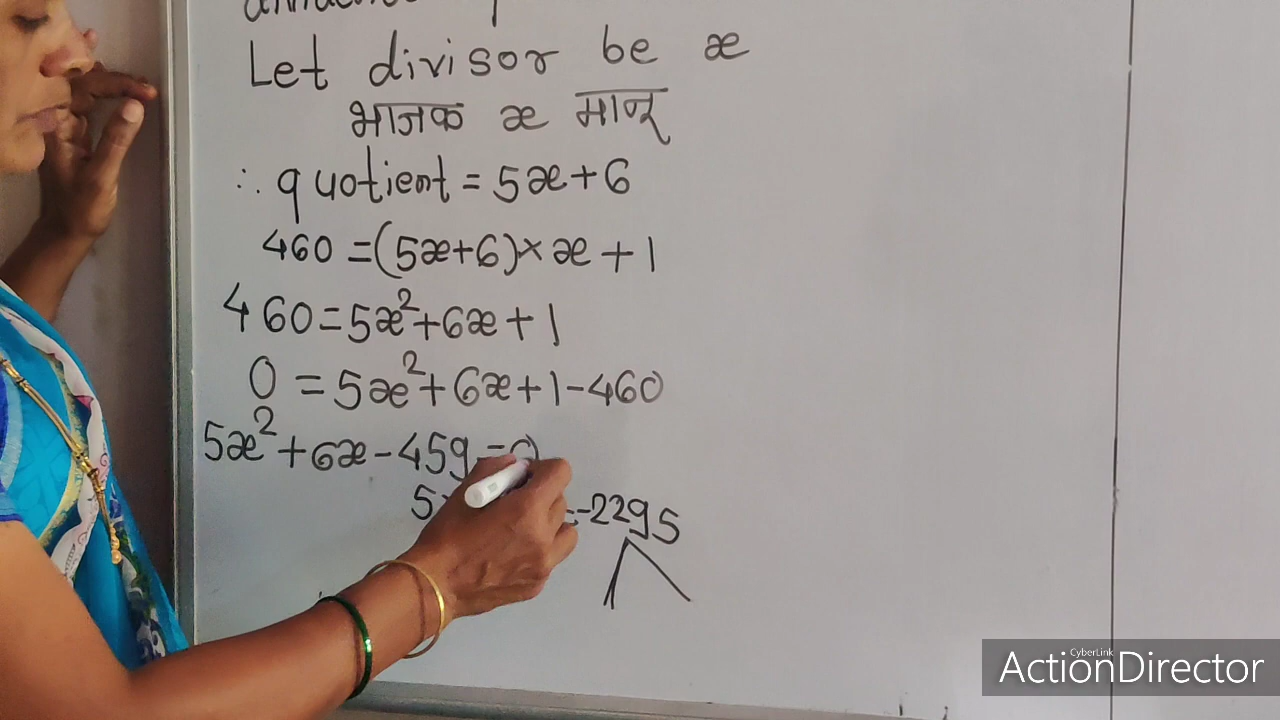 Let divisor be x
भाजक x मानू
∴ quotient = 5x+6
460 =(5x+6)×x + 1
460=5x²+6x+1
0 = 5x²+6x+1-460
5x²+6x-459=0
=-2295
CyberLink
ActionDirector